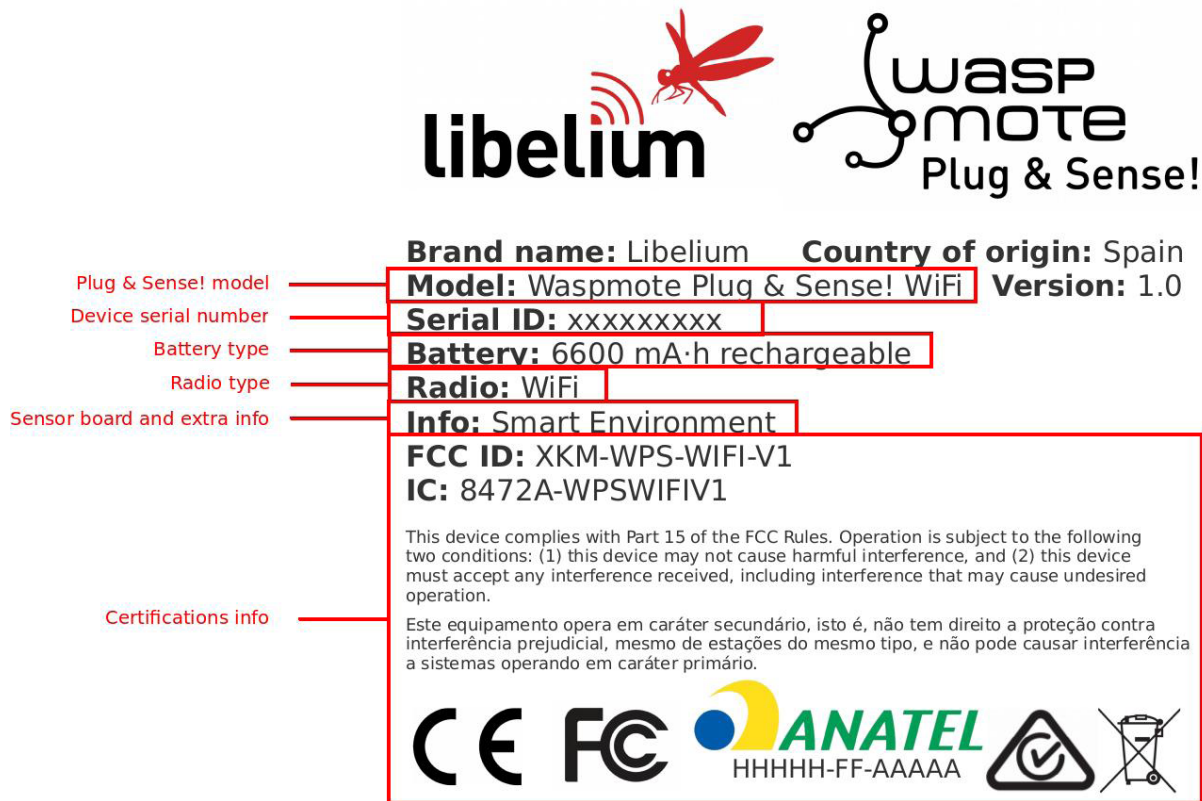 libelium
wasp
mote
Plug & Sense!
Brand name: Libelium Country of origin: Spain
Plug & Sense! model
Model: Waspmote Plug & Sense! WiFi Version: 1.0
Device serial number
Serial ID: xxxxxxxxx
Battery type
Battery: 6600 mA·h rechargeable
Radio type
Radio: WiFi
Sensor board and extra info
Info: Smart Environment
FCC ID: XKM-WPS-WIFI-V1
IC: 8472A-WPSWIFIV1
This device complies with Part 15 of the FCC Rules. Operation is subject to the following
two conditions: (1) this device may not cause harmful interference, and (2) this device
must accept any interference received, including interference that may cause undesired
operation.
Certifications info
Este equipamento opera em caráter secundário, isto é, não tem direito a proteção contra
interferência prejudicial, mesmo de estações do mesmo tipo, e não pode causar interferência
a sistemas operando em caráter primário.
CE FC ANATEL
HHHHH-FF-AAAAA